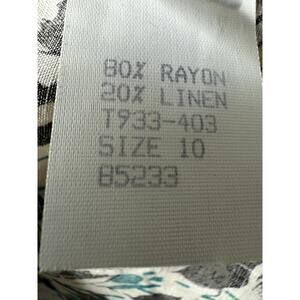 80% RAYON
20% LINEN
T933-403
SIZE 10
85233